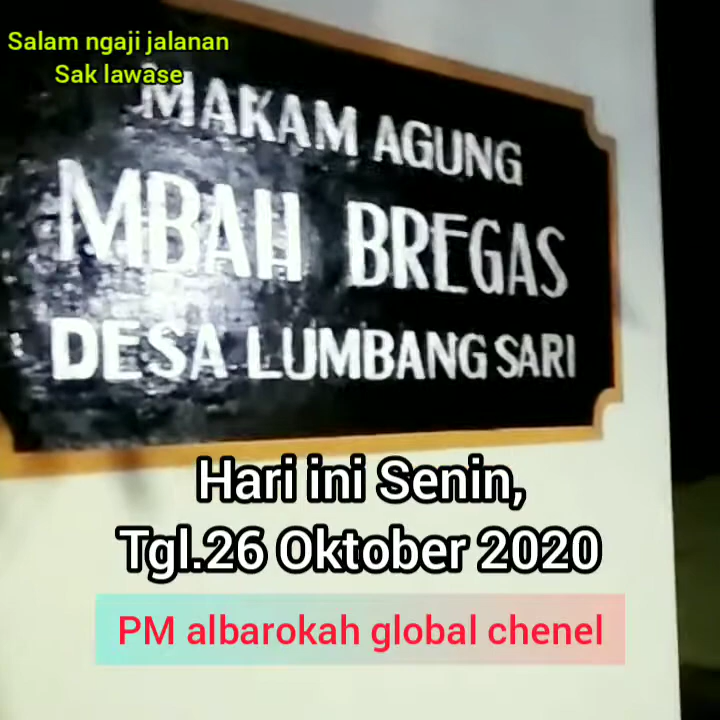 Salam ngaji jalanan
Sak lawase
MAKAM AGUNG
MBAH BREGAS
DESA LUMBANG SARI
Hari ini Senin,
Tgl.26 Oktober 2020
PM albarokah global chenel